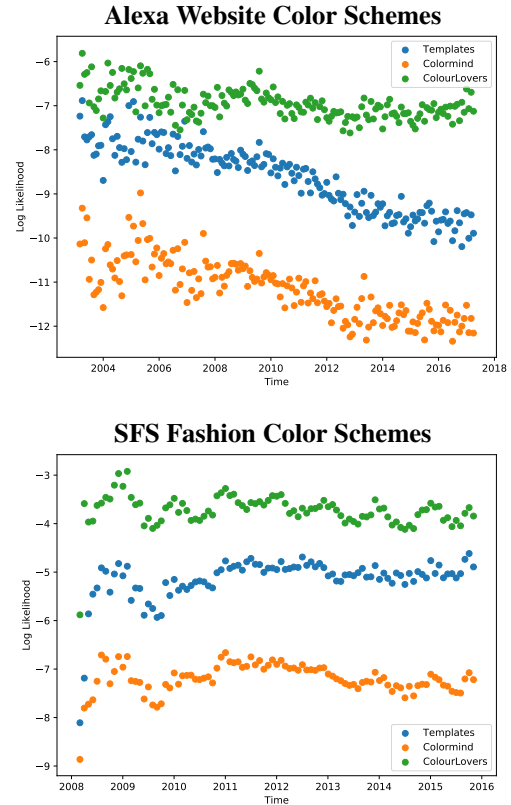 Alexa Website Color Schemes
Templates
Colormind
ColourLovers
−6
−7
−8
−9
−10
−11
−12
Log Likelihood
2004 2006 2008 2010 2012 2014 2016 2018
Time
SFS Fashion Color Schemes
−3
−4
−5
−6
−7
−8
−9
Log Likelihood
Templates
Colormind
ColourLovers
2008 2009 2010 2011 2012 2013 2014 2015 2016
Time